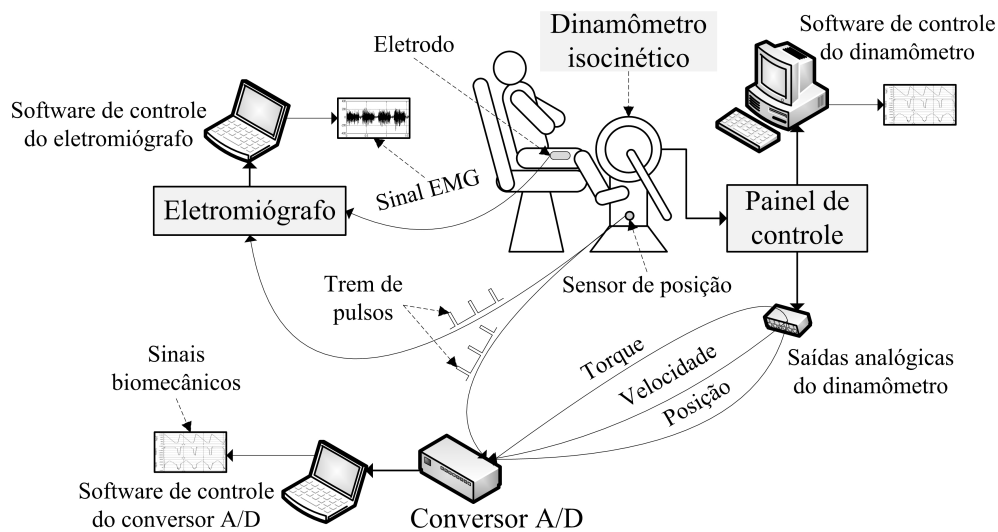 Eletrodo
Dinamômetro
isocinético
Software de controle
do dinamômetro
Software de controle
do eletromiógrafo
Sinal EMG
Eletromiógrafo
Painel de
controle
Sensor de posição
Trem de
pulsos
Torque
Velocidade
Posição
Saídas analógicas
do dinamômetro
Sinais
biomecânicos
Software de controle
do conversor A/D
Conversor A/D